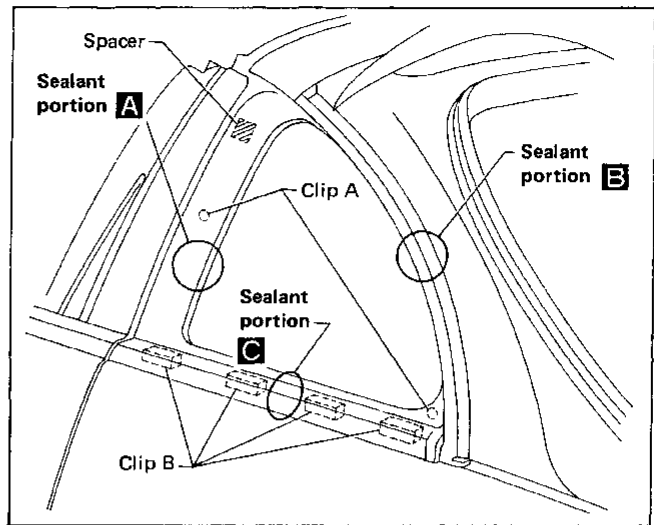 Spacer
Sealant
portion A
Sealant
portion B
Clip A
Sealant
portion
C
Clip B